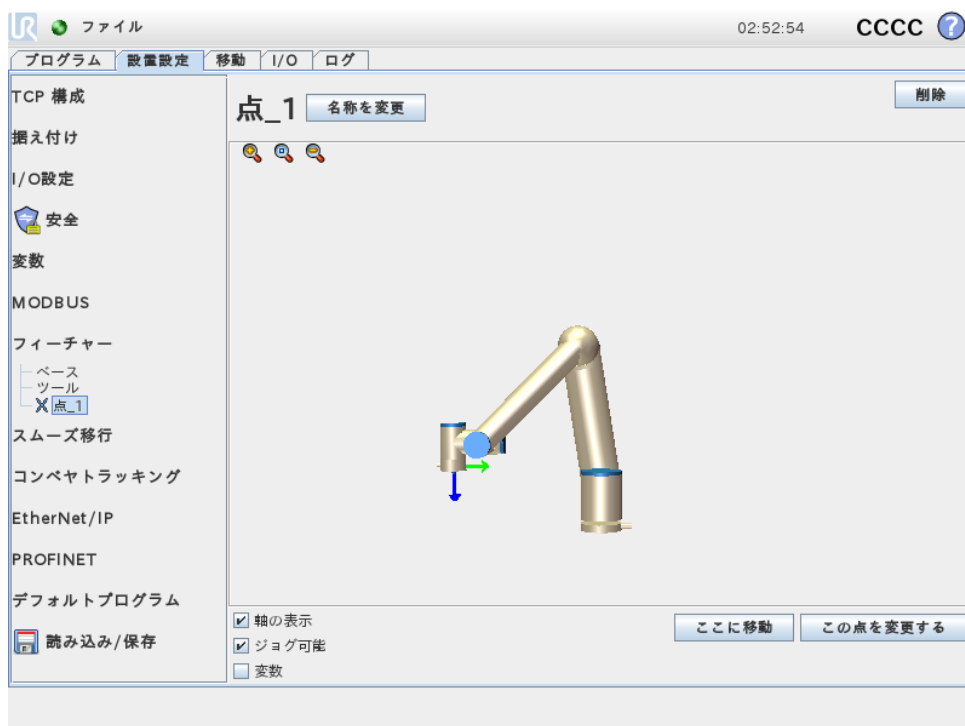 UR ファイル 02:52:54 CCCC ?
プログラム 設置設定 移動 I/O ログ
TCP 構成
据え付け
I/O設定
安全
変数
MODBUS
フィーチャー
ベース
ツール
点_1
スムーズ移行
コンベヤトラッキング
EtherNet/IP
PROFINET
デフォルトプログラム
読み込み/保存
点_1 名称を変更 削除
軸の表示
ジョグ可能
変数
ここに移動 この点を変更する